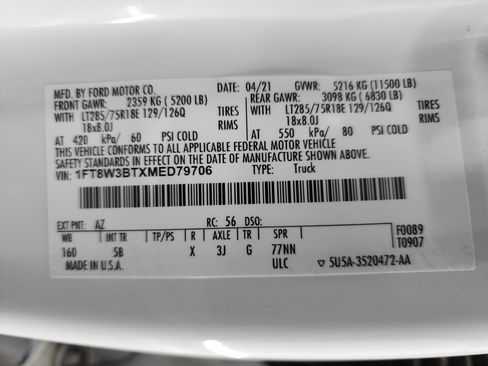 MFD. BY FORD MOTOR CO. DATE: 04/21 GVWR: 5216 KG (11500 LB)
FRONT GAWR: 2359 KG ( 5200 LB) REAR GAWR: 3098 KG ( 6830 LB)
WITH LT285/75R18E 129/126Q TIRES WITH LT285/75R18E 129/126Q TIRES
18x8.0J RIMS 18x8.0J RIMS
AT 420 kPa/ 60 PSI COLD AT 550 kPa/ 80 PSI COLD
THIS VEHICLE CONFORMS TO ALL APPLICABLE FEDERAL MOTOR VEHICLE
SAFETY STANDARDS IN EFFECT ON THE DATE OF MANUFACTURE SHOWN ABOVE.
VIN: 1FT8W3BTXMED79706 TYPE: Truck
EXT PNT: AZ RC: 56 DSO: F0089
WB INT TR TP/PS R AXLE TR SPR T0907
160 5B X 3J G 77NN
MADE IN U.S.A. ULC 5U5A-3520472-AA